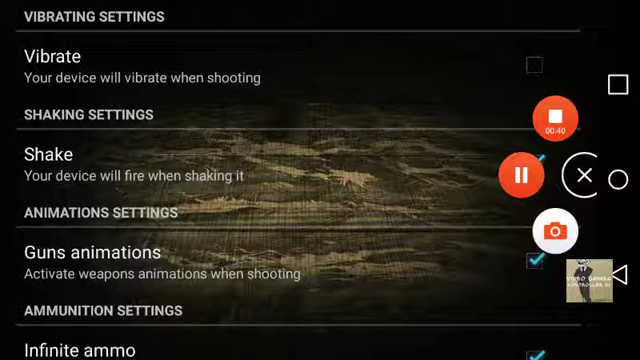 VIBRATING SETTINGS
Vibrate
Your device will vibrate when shooting
SHAKING SETTINGS
00:40
Shake
Your device will fire when shaking it
ANIMATIONS SETTINGS
Guns animations
Activate weapons animations when shooting
AMMUNITION SETTINGS
Infinite ammo